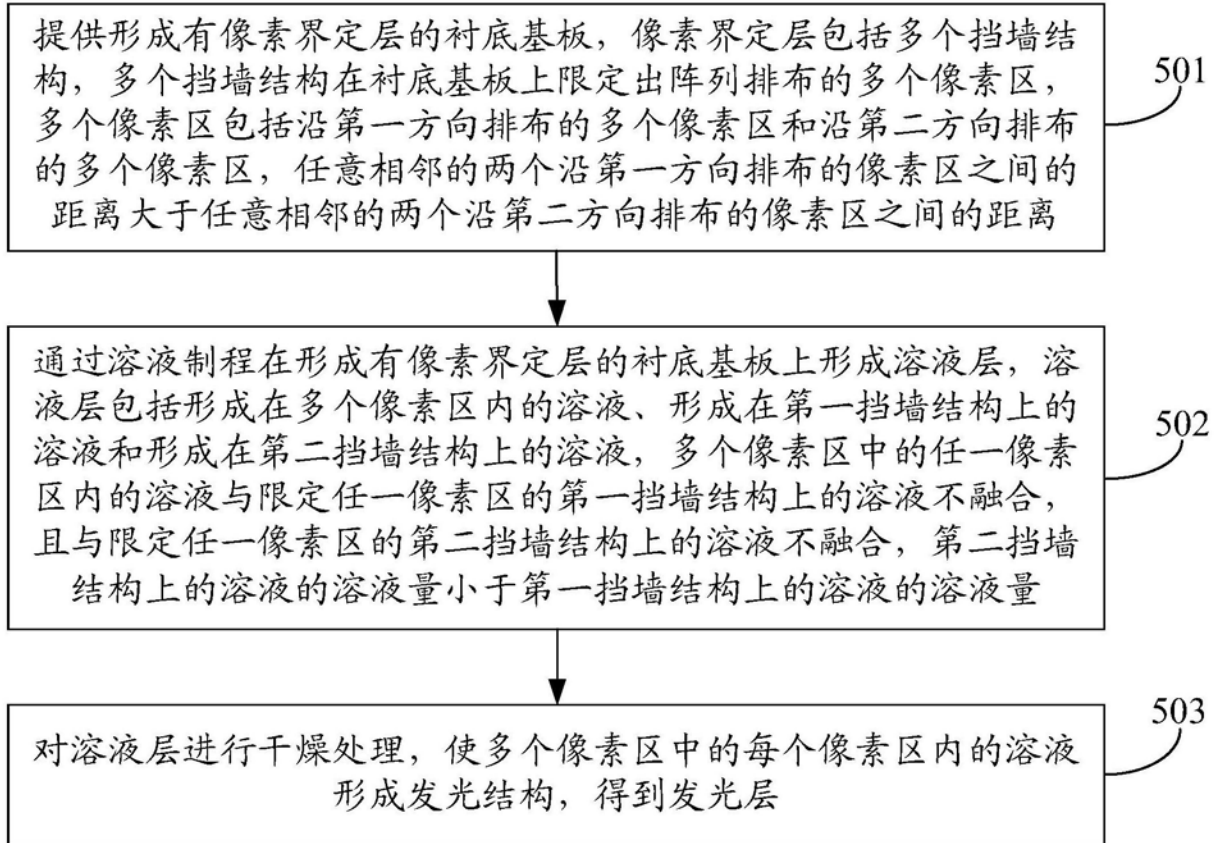 提供形成有像素界定层的衬底基板，像素界定层包括多个挡墙结
构，多个挡墙结构在衬底基板上限定出阵列排布的多个像素区，
多个像素区包括沿第一方向排布的多个像素区和沿第二方向排布
的多个像素区，任意相邻的两个沿第一方向排布的像素区之间的
距离大于任意相邻的两个沿第二方向排布的像素区之间的距离
501
通过溶液制程在形成有像素界定层的衬底基板上形成溶液层，溶
液层包括形成在多个像素区内的溶液、形成在第一挡墙结构上的
溶液和形成在第二挡墙结构上的溶液，多个像素区中的任一像素
区内的溶液与限定任一像素区的第一挡墙结构上的溶液不融合，
且与限定任一像素区的第二挡墙结构上的溶液不融合，第二挡墙
结构上的溶液的溶液量小于第一挡墙结构上的溶液的溶液量
502
对溶液层进行干燥处理，使多个像素区中的每个像素区内的溶液
形成发光结构，得到发光层
503